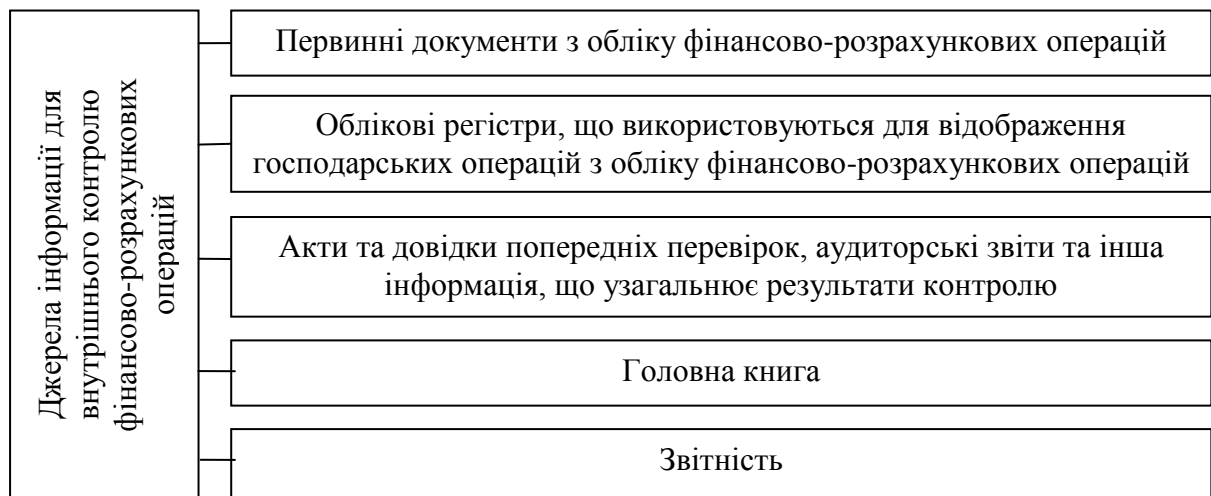 Джерела інформації для
внутрішнього контролю
фінансово-розрахункових
операцій
Первинні документи з обліку фінансово-розрахункових операцій
Облікові регістри, що використовуються для відображення
господарських операцій з обліку фінансово-розрахункових операцій
Акти та довідки попередніх перевірок, аудиторські звіти та інша
інформація, що узагальнює результати контролю
Головна книга
Звітність